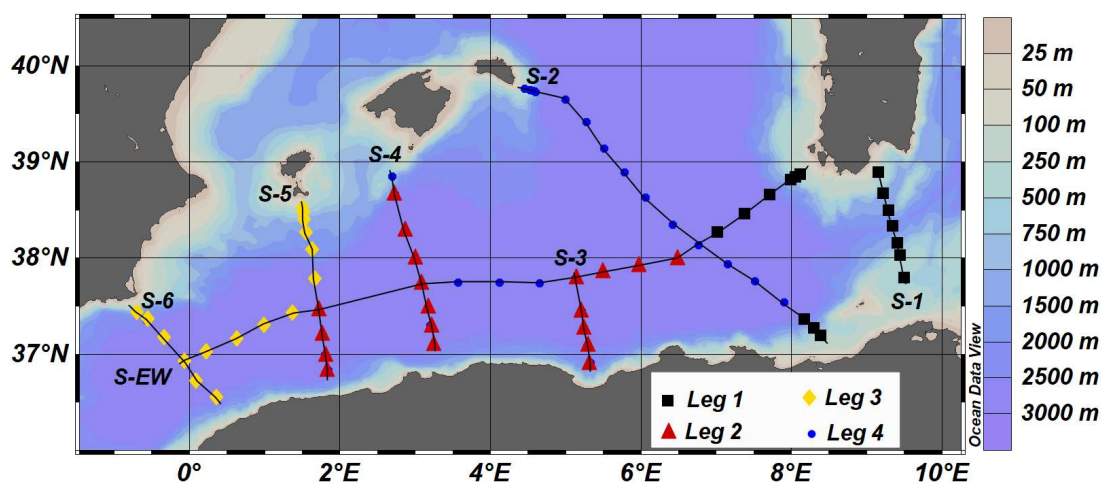 40°N
39°N
38°N
37°N
0°
2°E
4°E
6°E
8°E
10°E
S-2
S-4
S-5
S-3
S-6
S-1
S-EW
Leg 1
Leg 3
Leg 2
Leg 4
Ocean Data View
25 m
50 m
100 m
250 m
500 m
750 m
1000 m
1500 m
2000 m
2500 m
3000 m